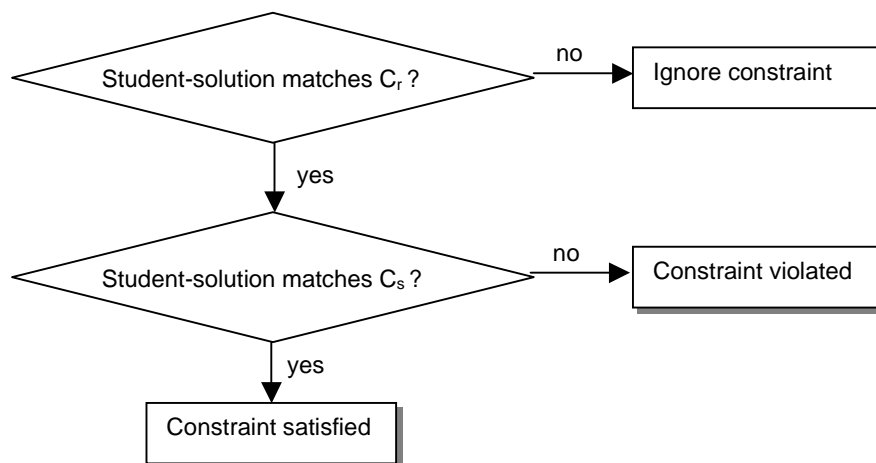 Student-solution matches Cᵣ ?
no
Ignore constraint
yes
Student-solution matches Cₛ ?
no
Constraint violated
yes
Constraint satisfied